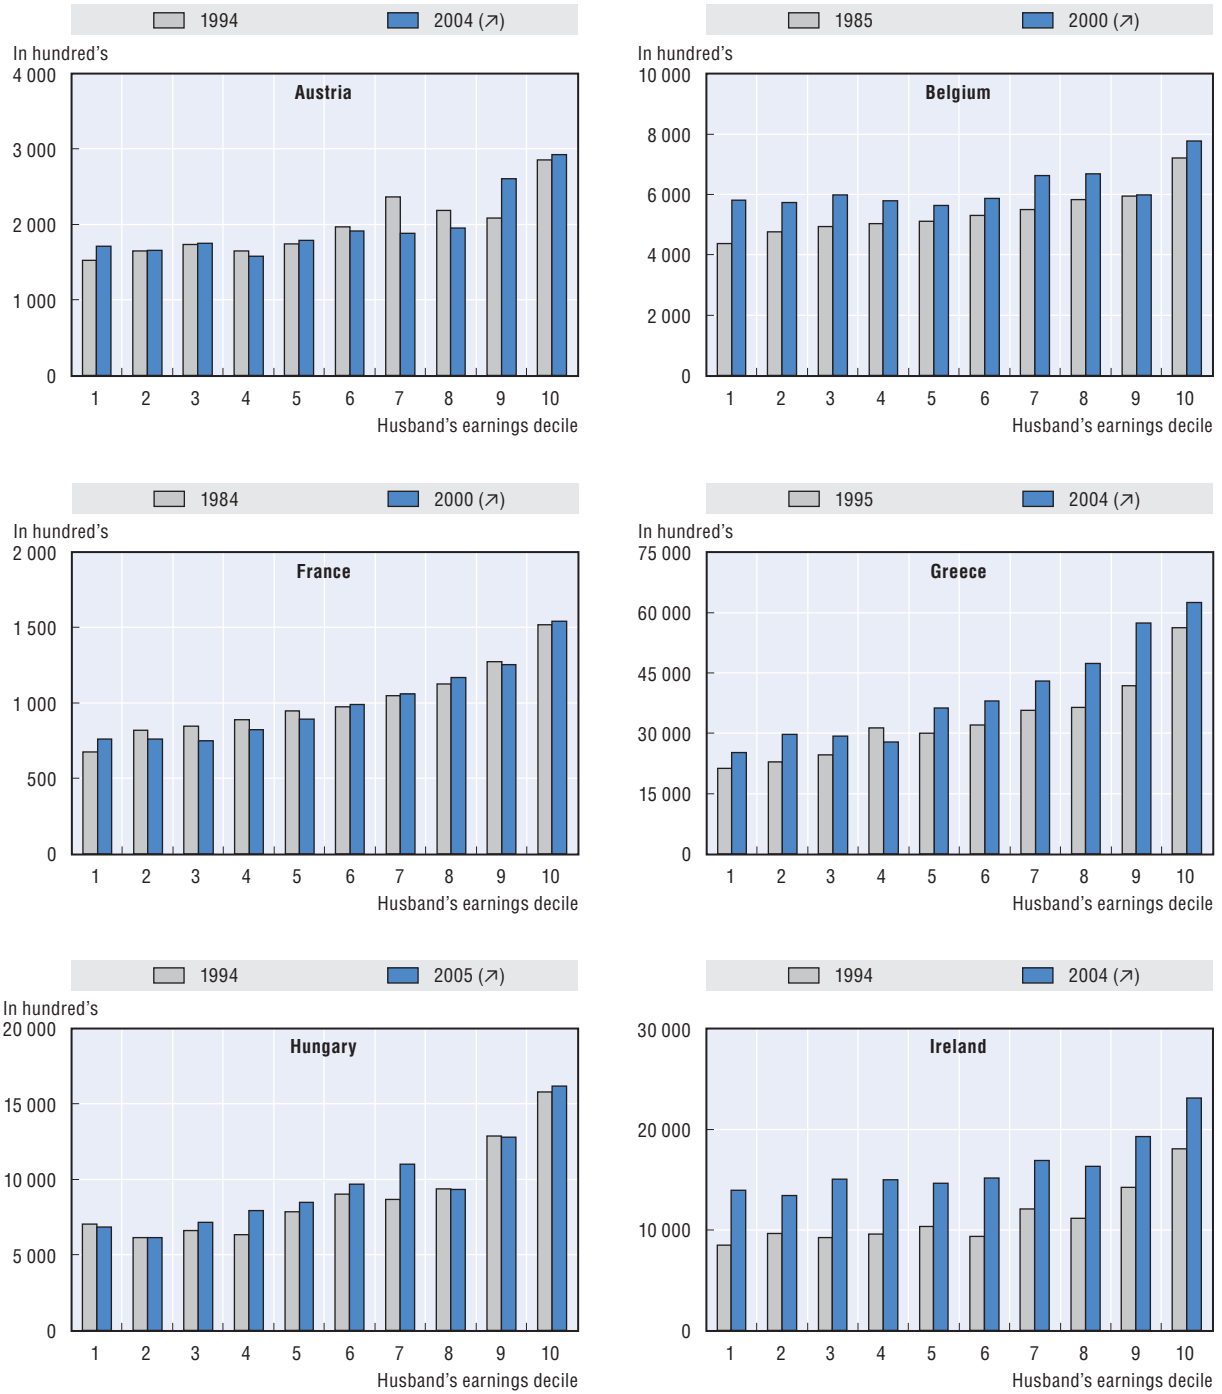 1994 2004 (↗)
In hundred's
4 000
3 000
2 000
1 000
0
Austria
1 2 3 4 5 6 7 8 9 10
Husband's earnings decile
1985 2000 (↗)
In hundred's
10 000
8 000
6 000
4 000
2 000
0
Belgium
1 2 3 4 5 6 7 8 9 10
Husband's earnings decile
1984 2000 (↗)
In hundred's
2 000
1 500
1 000
500
0
France
1 2 3 4 5 6 7 8 9 10
Husband's earnings decile
1995 2004 (↗)
In hundred's
75 000
60 000
45 000
30 000
15 000
0
Greece
1 2 3 4 5 6 7 8 9 10
Husband's earnings decile
1994 2005 (↗)
In hundred's
20 000
15 000
10 000
5 000
0
Hungary
1 2 3 4 5 6 7 8 9 10
Husband's earnings decile
1994 2004 (↗)
30 000
20 000
10 000
0
Ireland
1 2 3 4 5 6 7 8 9 10
Husband's earnings decile